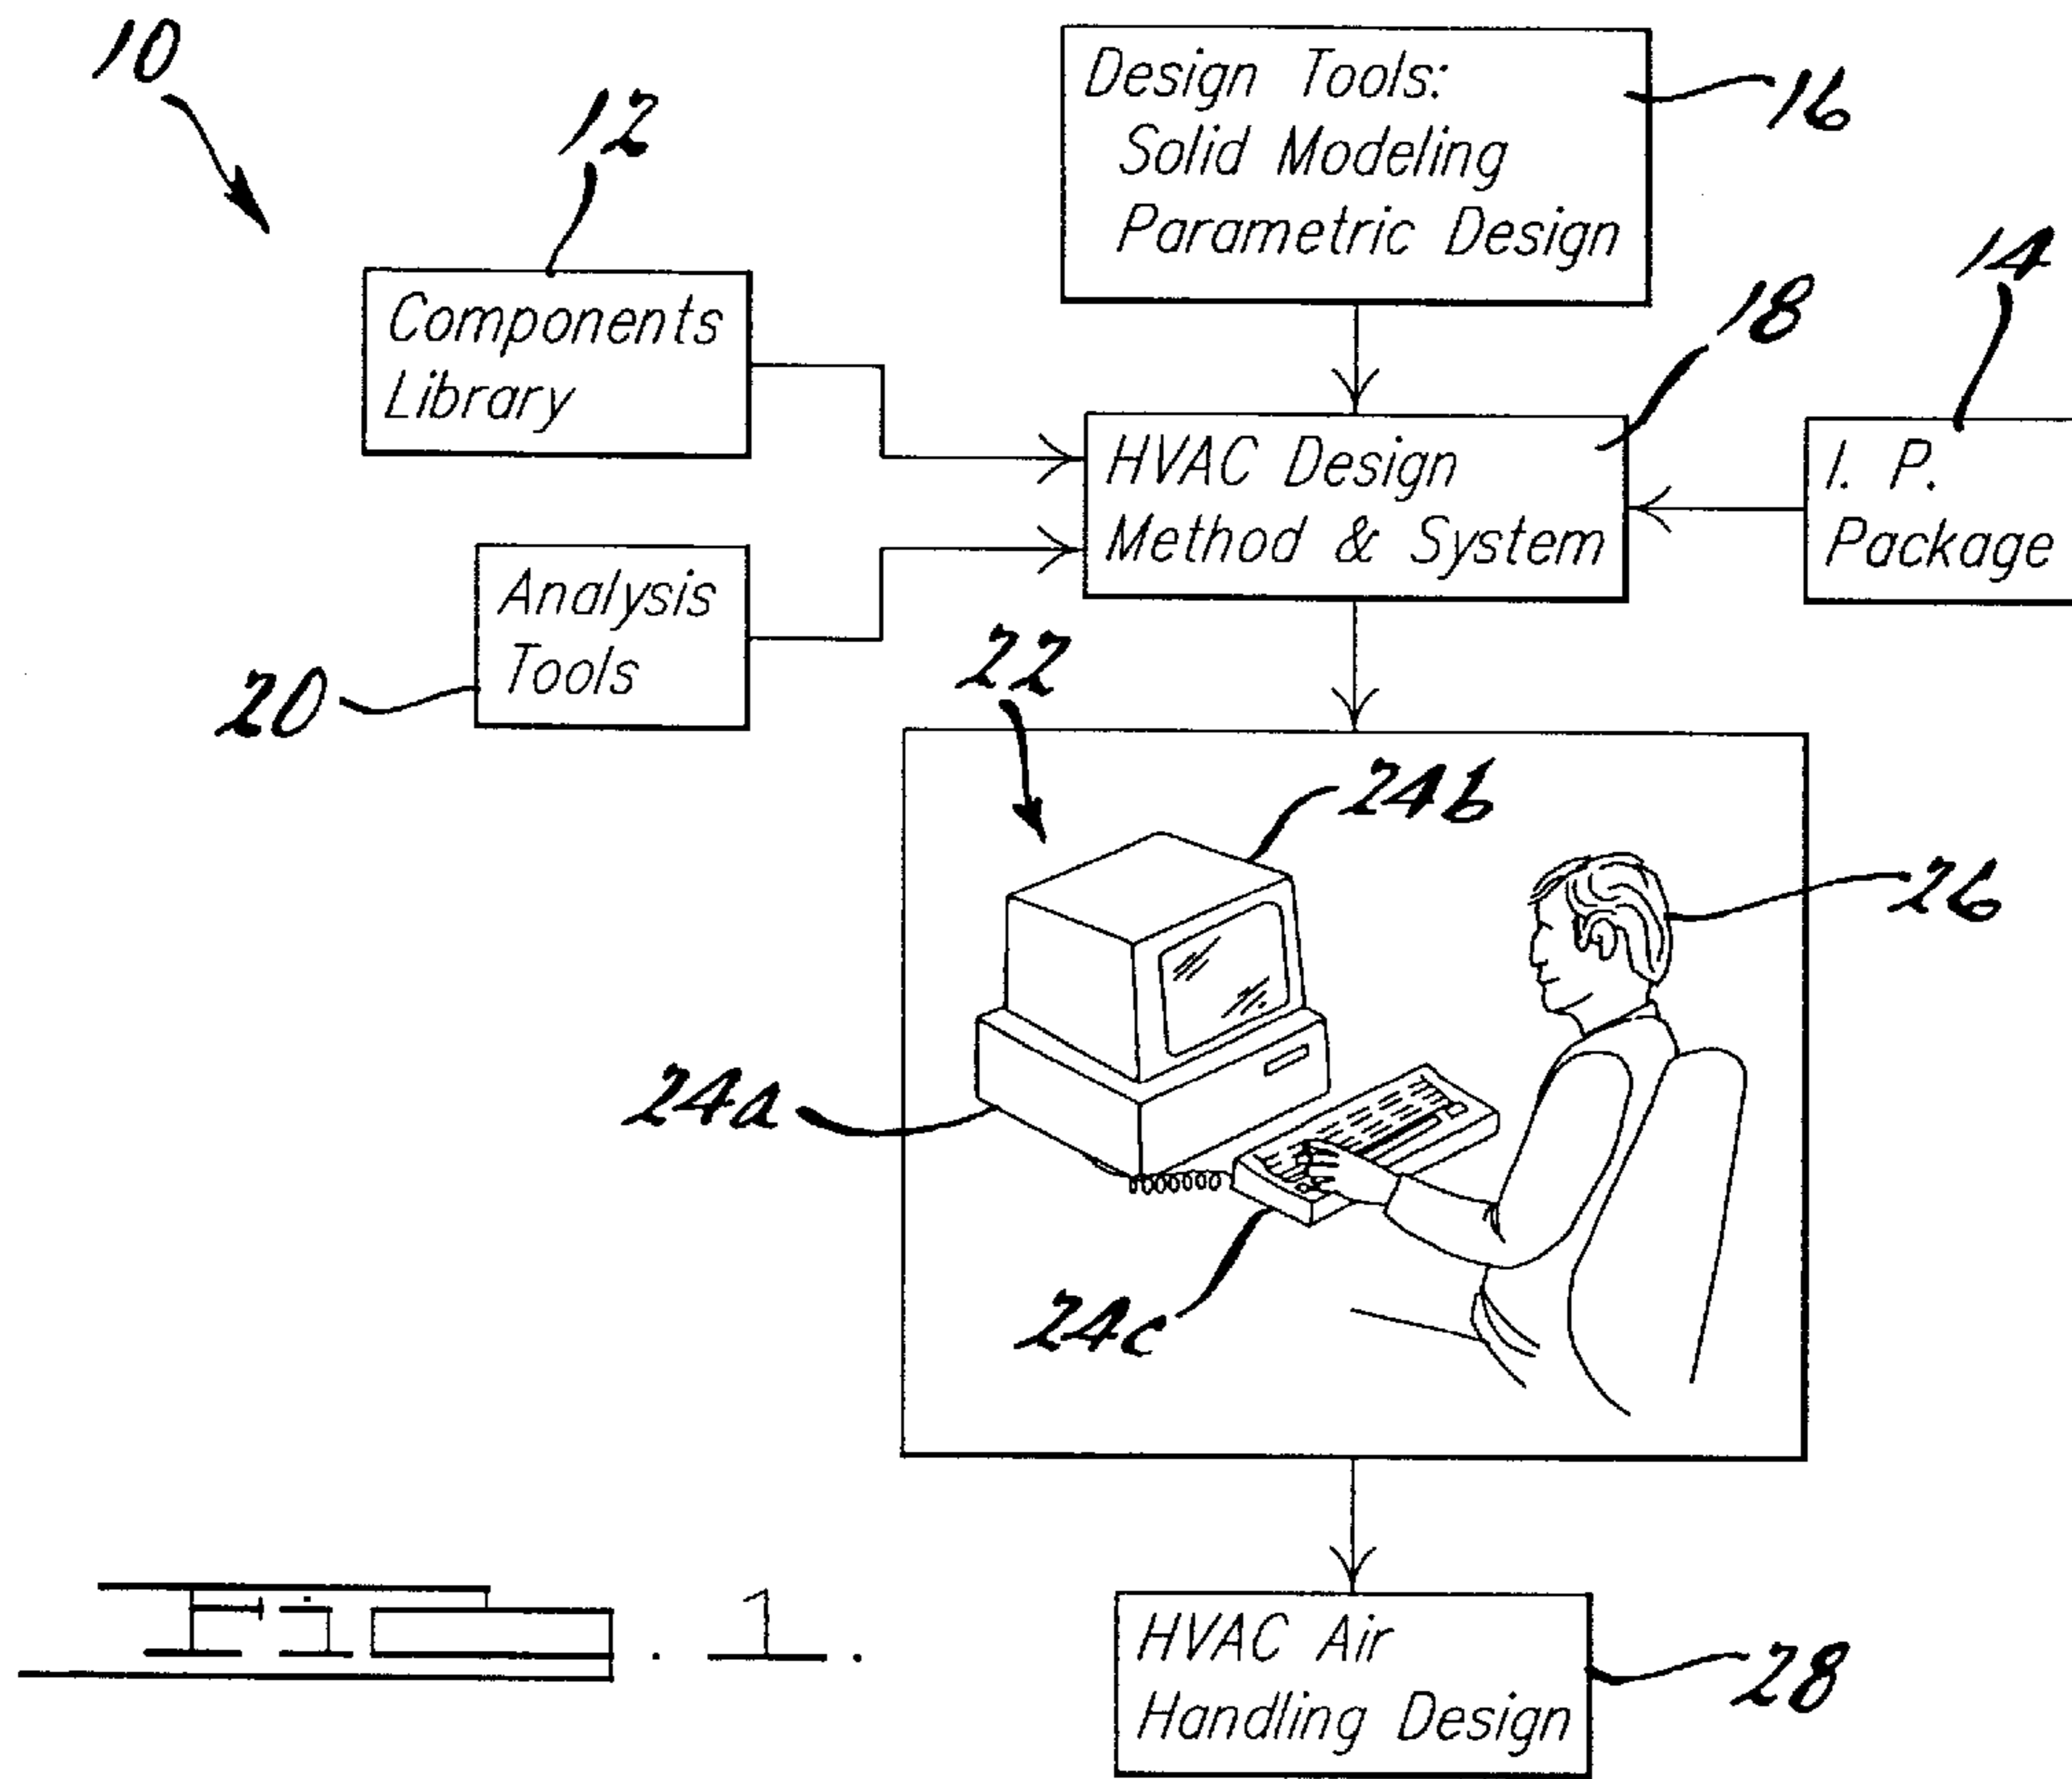 10
12
Design Tools:
Solid Modeling
Parametric Design
16
14
18
Components
Library
HVAC Design
Method & System
I. P.
Package
Analysis
Tools
20
22
24b
26
24a
24c
Fig. 1.
HVAC Air
Handling Design
28